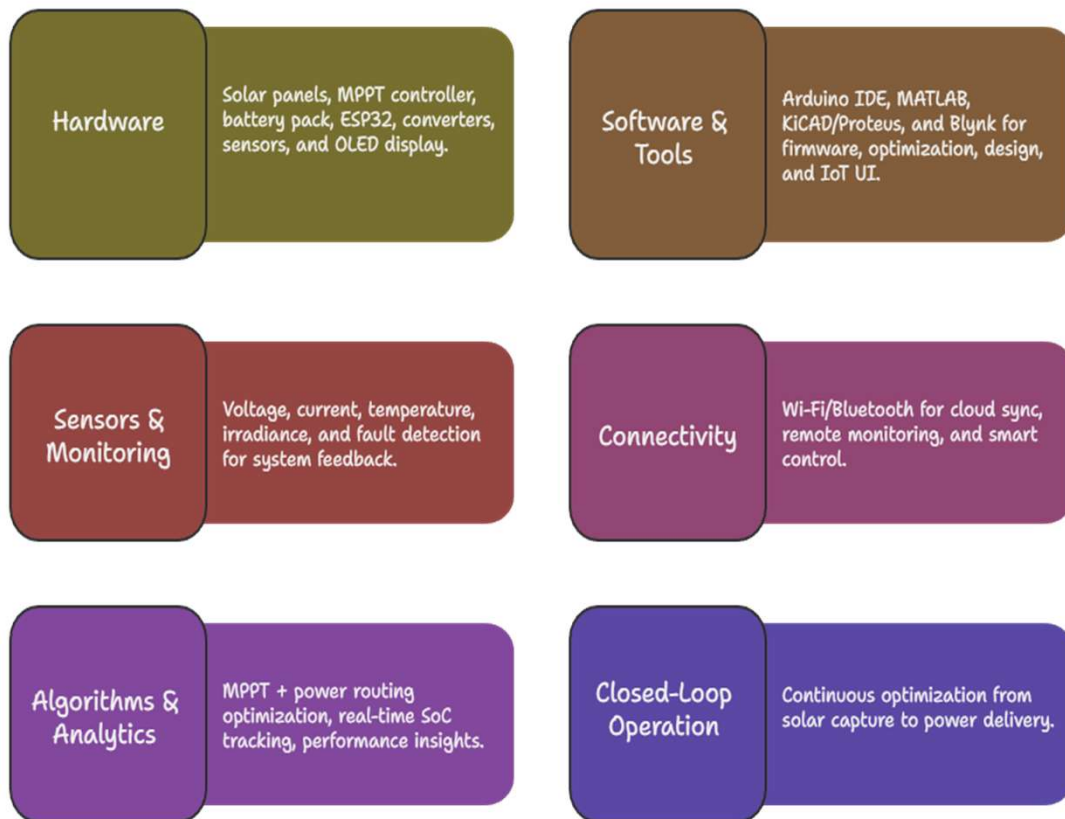 Hardware
Solar panels, MPPT controller,
battery pack, ESP32, converters,
sensors, and OLED display.
Software &
Tools
Arduino IDE, MATLAB,
KiCAD/Proteus, and Blynk for
firmware, optimization, design,
and IoT UI.
Sensors &
Monitoring
Voltage, current, temperature,
irradiance, and fault detection
for system feedback.
Connectivity
Wi-Fi/Bluetooth for cloud sync,
remote monitoring, and smart
control.
Algorithms &
Analytics
MPPT + power routing
optimization, real-time SoC
tracking, performance insights.
Closed-Loop
Operation
Continuous optimization from
solar capture to power delivery.